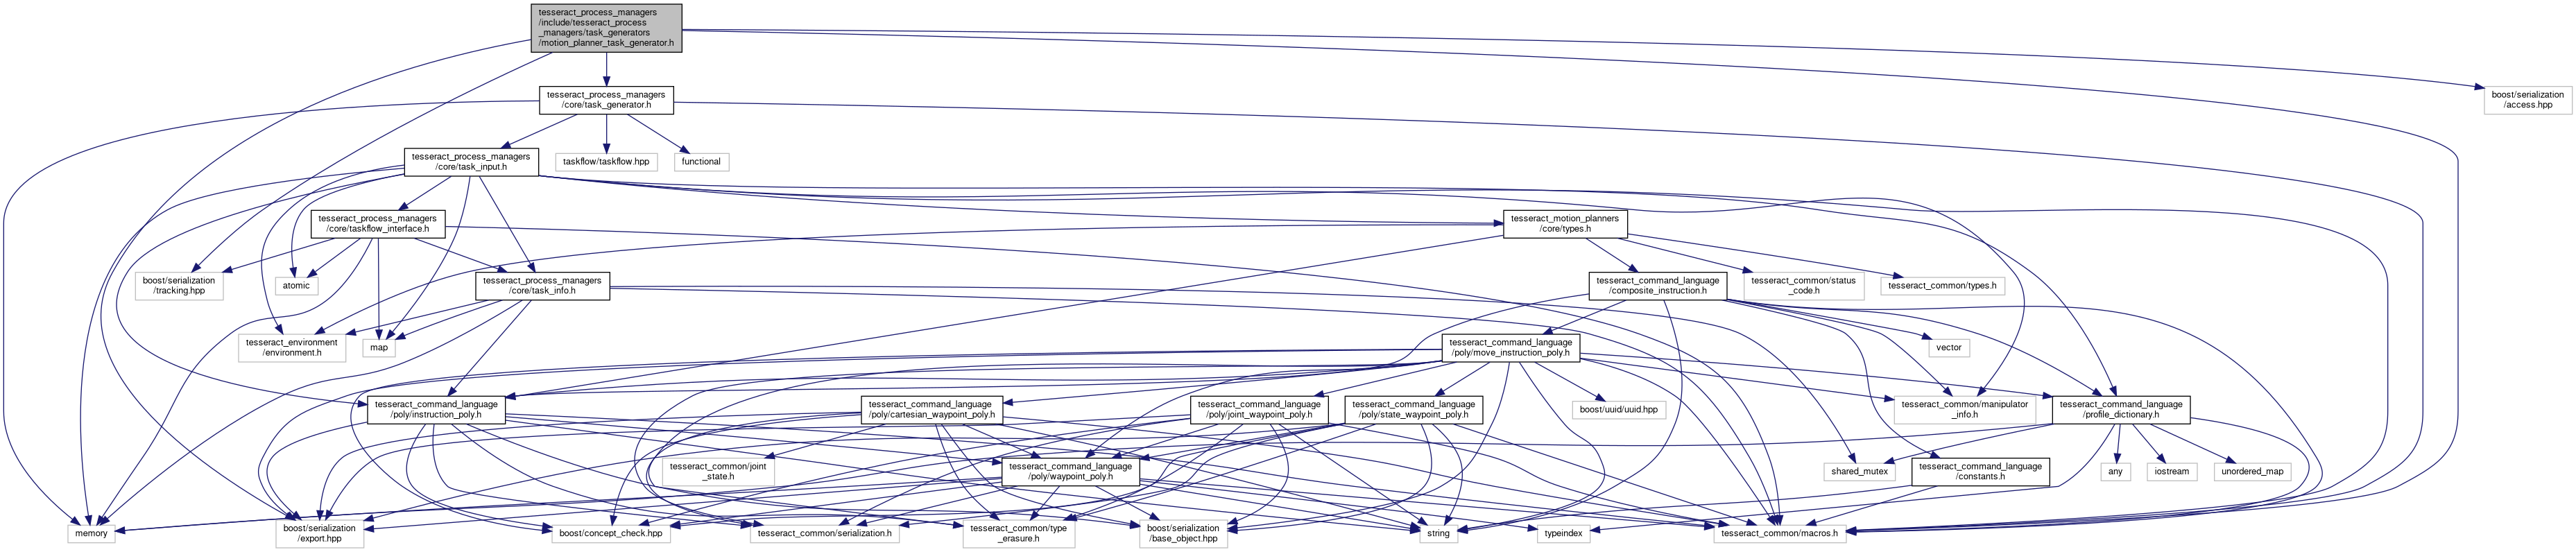 tesseract_process_managers
/include/tesseract_process
_managers/task_generators
/motion_planner_task_generator.h
tesseract_process_managers
/core/task_generator.h
boost/serialization
/access.hpp
tesseract_process_managers
/core/task_input.h
taskflow/taskflow.hpp
functional
tesseract_process_managers
/core/taskflow_interface.h
tesseract_motion_planners
/core/types.h
boost/serialization
/tracking.hpp
atomic
tesseract_process_managers
/core/task_info.h
tesseract_command_language
/composite_instruction.h
tesseract_common/status
_code.h
tesseract_common/types.h
tesseract_environment
/environment.h
map
tesseract_command_language
/poly/move_instruction_poly.h
vector
tesseract_command_language
/poly/instruction_poly.h
tesseract_command_language
/poly/cartesian_waypoint_poly.h
tesseract_command_language
/poly/joint_waypoint_poly.h
tesseract_command_language
/poly/state_waypoint_poly.h
boost/uuid/uuid.hpp
tesseract_common/manipulator
_info.h
tesseract_command_language
/profile_dictionary.h
tesseract_common/joint
_state.h
tesseract_command_language
/poly/waypoint_poly.h
shared_mutex
tesseract_command_language
/constants.h
any
iostream
unordered_map
memory
boost/serialization
/export.hpp
boost/concept_check.hpp
tesseract_common/serialization.h
tesseract_common/type
_erasure.h
boost/serialization
/base_object.hpp
string
typeindex
tesseract_common/macros.h